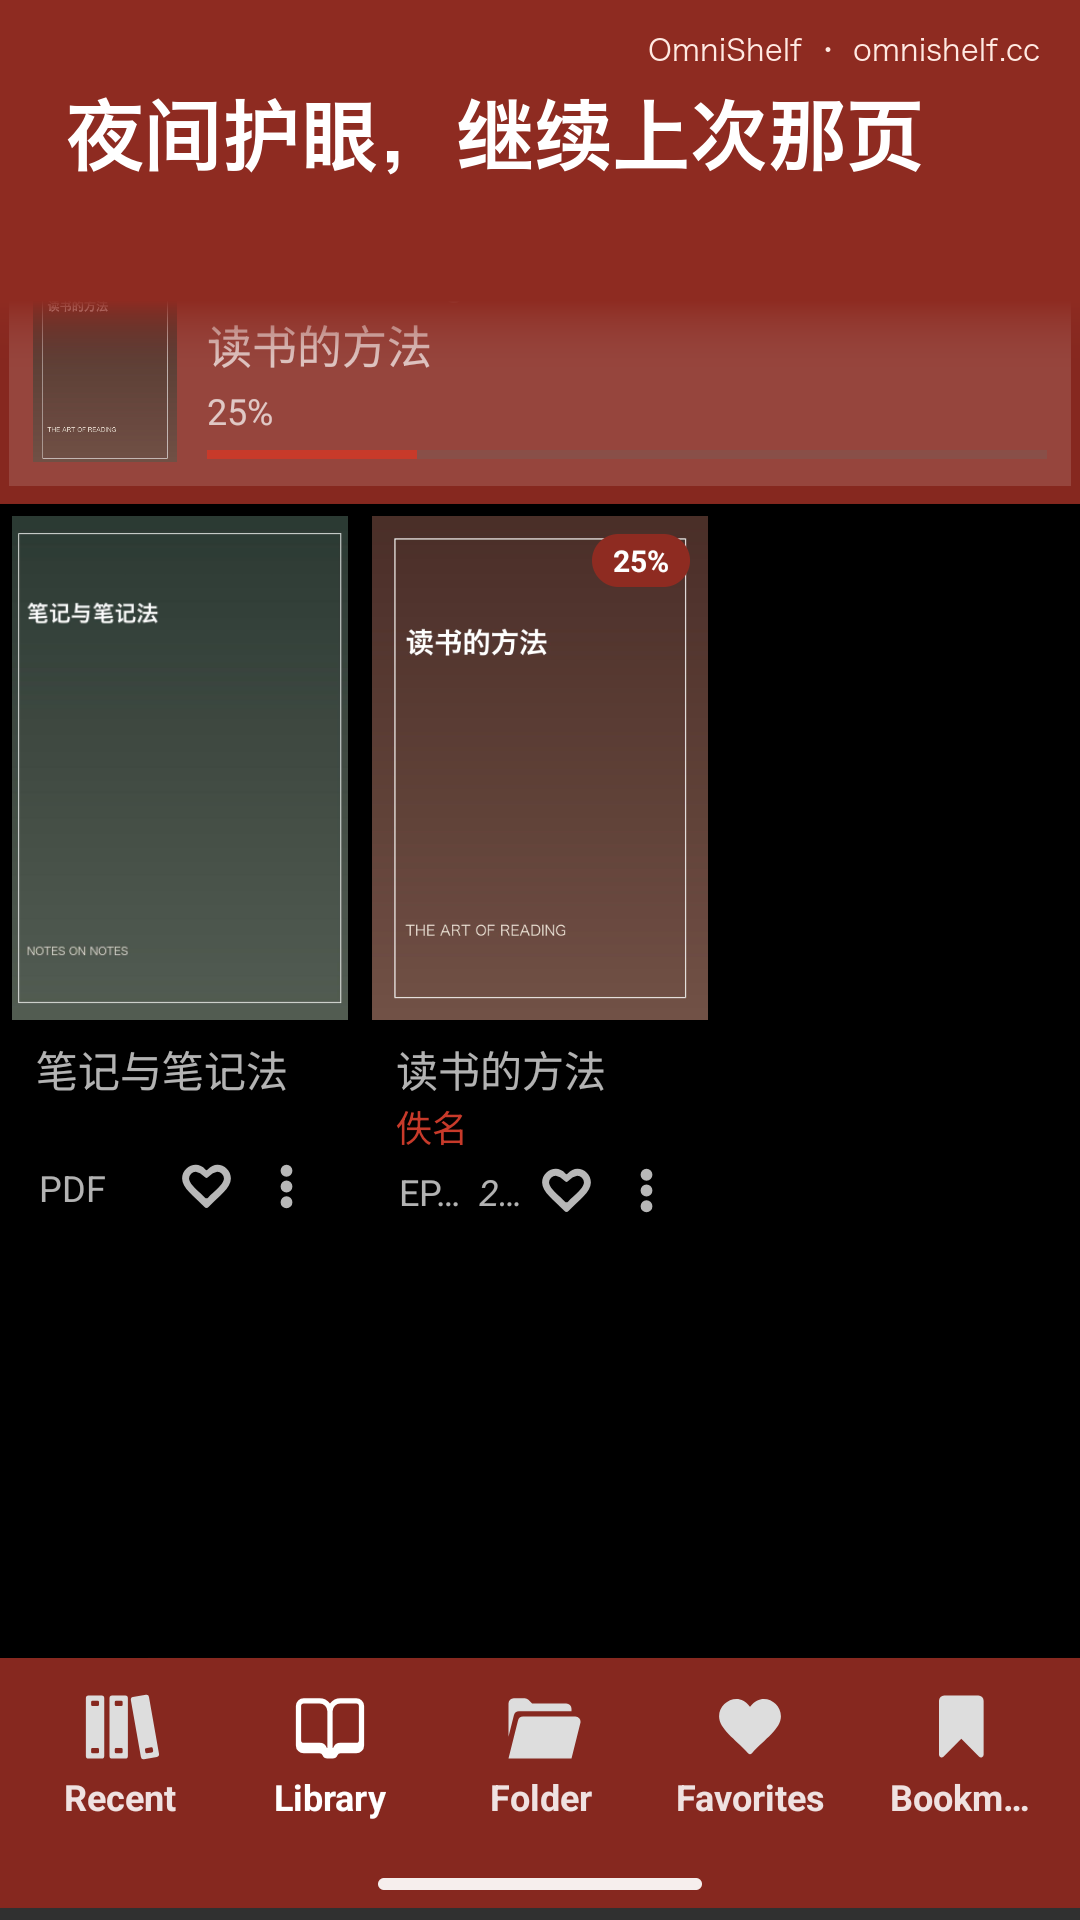 OmniShelf · omnishelf.cc
夜间护眼，继续上次那页
读书的方法
THE ART OF READING
读书的方法
25%
笔记与笔记法
NOTES ON NOTES
25%
读书的方法
THE ART OF READING
笔记与笔记法
PDF
读书的方法
佚名
EP... 2...
Recent
Library
Folder
Favorites
Bookm...